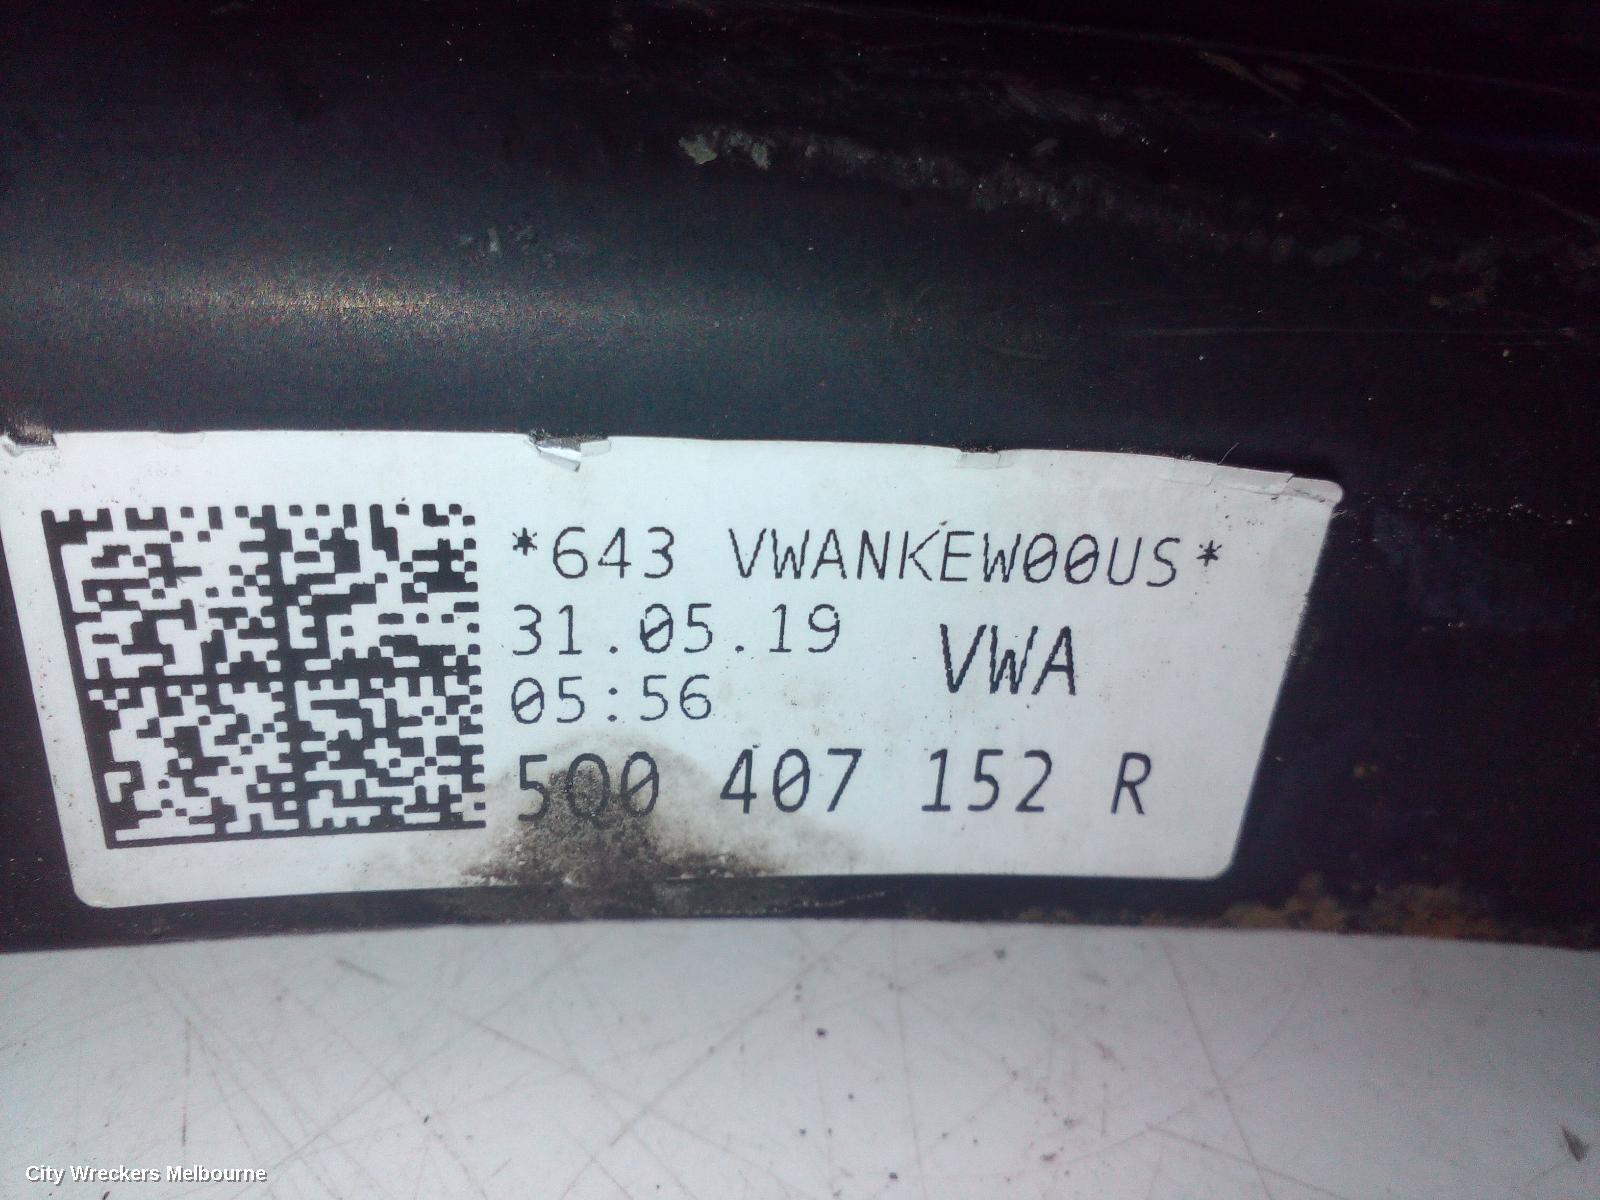 *643 VWANKEW00US*
31.05.19
VWA
05:56
5Q0 407 152 R
City Wreckers Melbourne